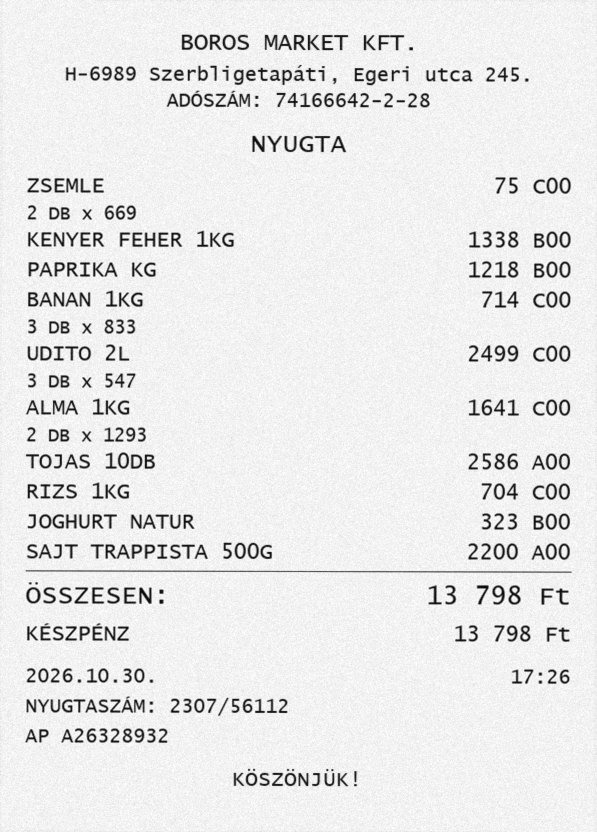 BOROS MARKET KFT.
H-6989 Szerbligetapáti, Egeri utca 245.
ADÓSZÁM: 74166642-2-28
NYUGTA
ZSEMLE 75 C00
2 DB x 669
KENYER FEHER 1KG 1338 B00
PAPRIKA KG 1218 B00
BANAN 1KG 714 C00
3 DB x 833
UDITO 2L 2499 C00
3 DB x 547
ALMA 1KG 1641 C00
2 DB x 1293
TOJAS 10DB 2586 A00
RIZS 1KG 704 C00
JOGHURT NATUR 323 B00
SAJT TRAPPISTA 500G 2200 A00
ÖSSZESEN: 13 798 Ft
KÉSZPÉNZ 13 798 Ft
2026.10.30. 17:26
NYUGTASZÁM: 2307/56112
AP A26328932
KÖSZÖNJÜK!